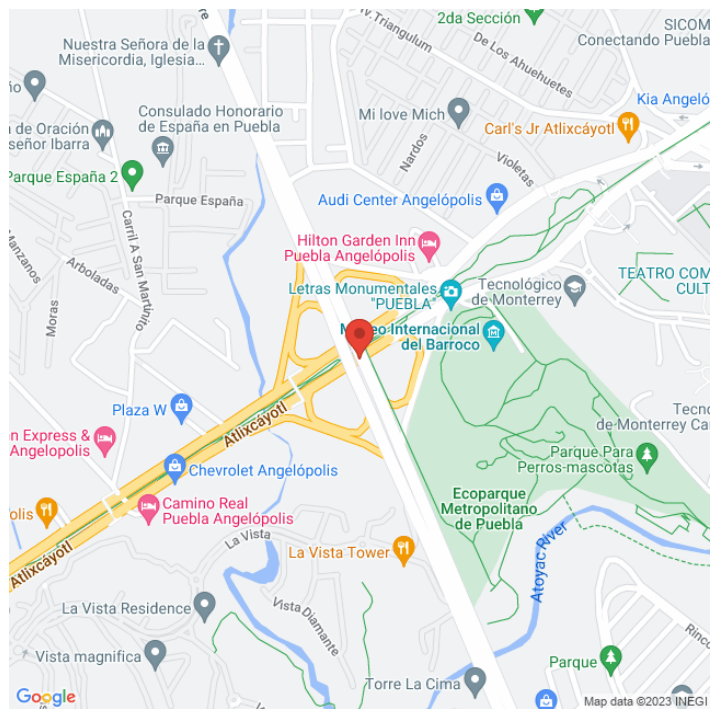 2da Sección
SICOM
Conectando Puebla
Nuestra Señora de la
Misericordia, Iglesia...
Av. Triangulum
De Los Ahuehuetes
Kia Angeló
Mi love Mich
Consulado Honorario
de España en Puebla
Carl's Jr Atlixcáyotl
a de Oración
señor Ibarra
Nardos
Violetas
Parque España 2
Parque España
Audi Center Angelópolis
Carril A San Martinito
Manzanos
Arboladas
Moras
Hilton Garden Inn
Puebla Angelópolis
Letras Monumentales
"PUEBLA"
Tecnológico
de Monterrey
TEATRO COM
CULT
Museo Internacional
del Barroco
Plaza W
Atlixcáyotl
n Express &
Angelopolis
Chevrolet Angelópolis
Tecno
de Monterrey Ca
Parque Para
Perros-mascotas
Ecoparque
Metropolitano
de Puebla
olis
Camino Real
Puebla Angelópolis
La Vista
La Vista Tower
Atoyac River
Atlixcáyotl
La Vista Residence
Vista Diamante
Vista magnifica
Rinco
Parque
Torre La Cima
Google
Map data ©2023 INEGI